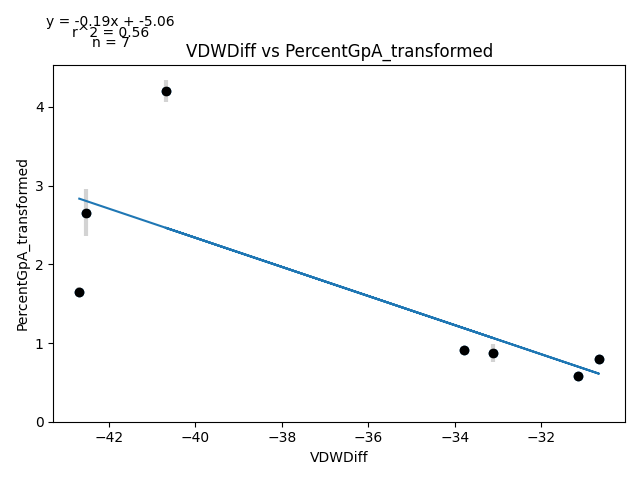 y = -0.19x + -5.06
r^2 = 0.56
n = 7
VDWDiff vs PercentGpA_transformed
PercentGpA_transformed
4
3
2
1
0
−42
−40
−38
−36
−34
−32
VDWDiff